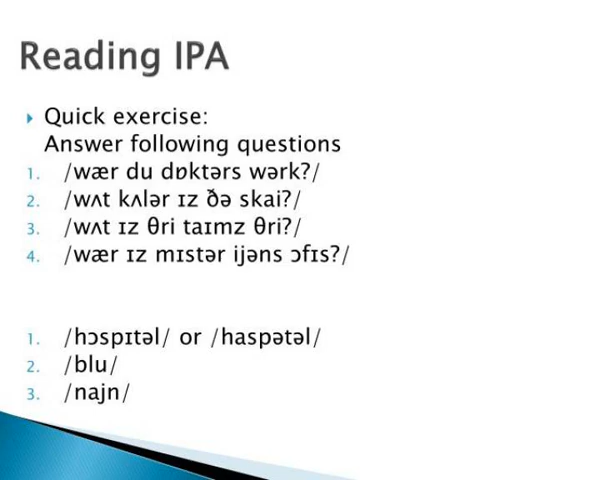 Reading IPA
Quick exercise:
Answer following questions
1. /wær du dɒktərs wərk?/
2. /wʌt kʌlər ɪz ðə skai?/
3. /wʌt ɪz θri taɪmz θri?/
4. /wær ɪz mɪstər ijəns ɔfɪs?/
1. /hɔspɪtəl/ or /haspətəl/
2. /blu/
3. /najn/